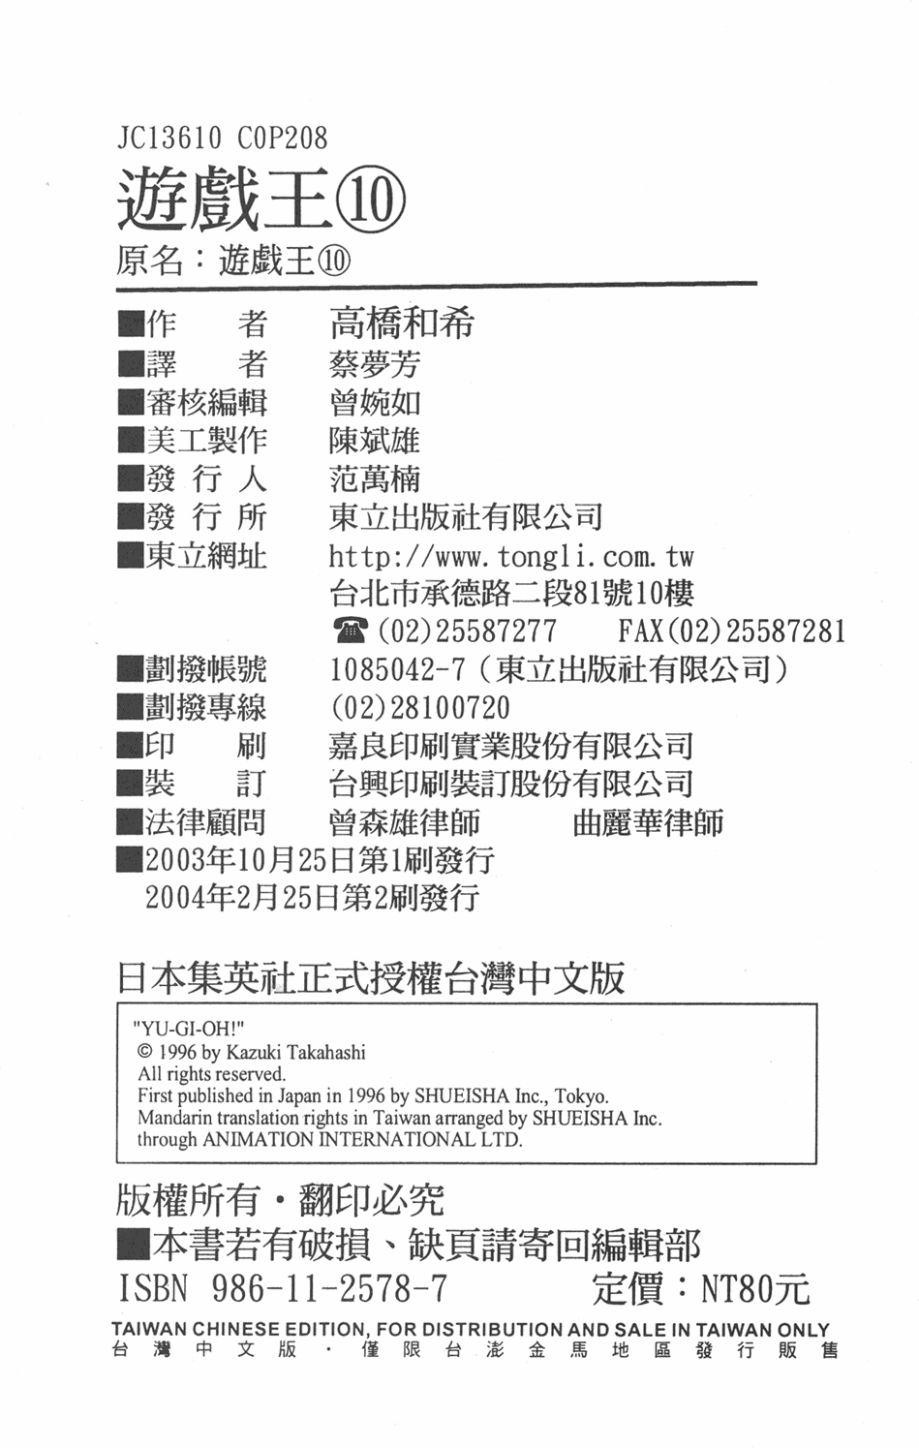 JC13610 C0P208
遊戲王⑩
原名：遊戯王⑩
■作　　者　高橋和希
■譯　　者　蔡夢芳
■審核編輯　曾婉如
■美工製作　陳斌雄
■發 行 人　范萬楠
■發 行 所　東立出版社有限公司
■東立網址　http://www.tongli.com.tw
台北市承德路二段81號10樓
☎(02)25587277　FAX(02)25587281
■劃撥帳號　1085042-7（東立出版社有限公司）
■劃撥專線　(02)28100720
■印　　刷　嘉良印刷實業股份有限公司
■裝　　訂　台興印刷裝訂股份有限公司
■法律顧問　曾森雄律師　曲麗華律師
■2003年10月25日第1刷發行
2004年2月25日第2刷發行
日本集英社正式授權台灣中文版
"YU-GI-OH!"
© 1996 by Kazuki Takahashi
All rights reserved.
First published in Japan in 1996 by SHUEISHA Inc., Tokyo.
Mandarin translation rights in Taiwan arranged by SHUEISHA Inc.
through ANIMATION INTERNATIONAL LTD.
版權所有・翻印必究
■本書若有破損、缺頁請寄回編輯部
ISBN 986-11-2578-7　定價：NT80元
TAIWAN CHINESE EDITION, FOR DISTRIBUTION AND SALE IN TAIWAN ONLY
台灣中文版・僅限台澎金馬地區發行販售